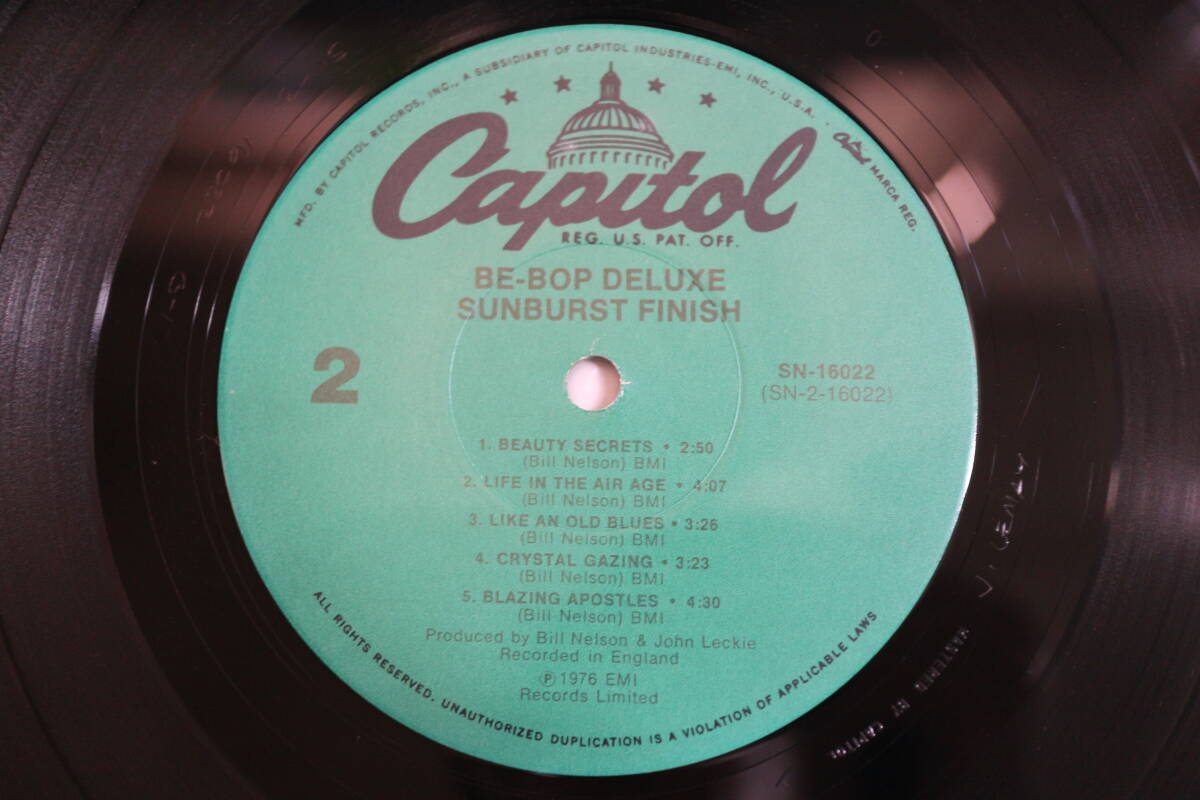 MFD. BY CAPITOL RECORDS, INC., A SUBSIDIARY OF CAPITOL INDUSTRIES-EMI, INC., U.S.A. · Capitol MARCA REG.
Capitol
REG. U.S. PAT. OFF.
BE-BOP DELUXE
SUNBURST FINISH
2
SN-16022
(SN-2-16022)
1. BEAUTY SECRETS • 2:50
(Bill Nelson) BMI
2. LIFE IN THE AIR AGE • 4:07
(Bill Nelson) BMI
3. LIKE AN OLD BLUES • 3:26
(Bill Nelson) BMI
4. CRYSTAL GAZING • 3:23
(Bill Nelson) BMI
5. BLAZING APOSTLES • 4:30
(Bill Nelson) BMI
Produced by Bill Nelson & John Leckie
Recorded in England
℗1976 EMI
Records Limited
ALL RIGHTS RESERVED. UNAUTHORIZED DUPLICATION IS A VIOLATION OF APPLICABLE LAWS
MASTERED BY CAPITOL